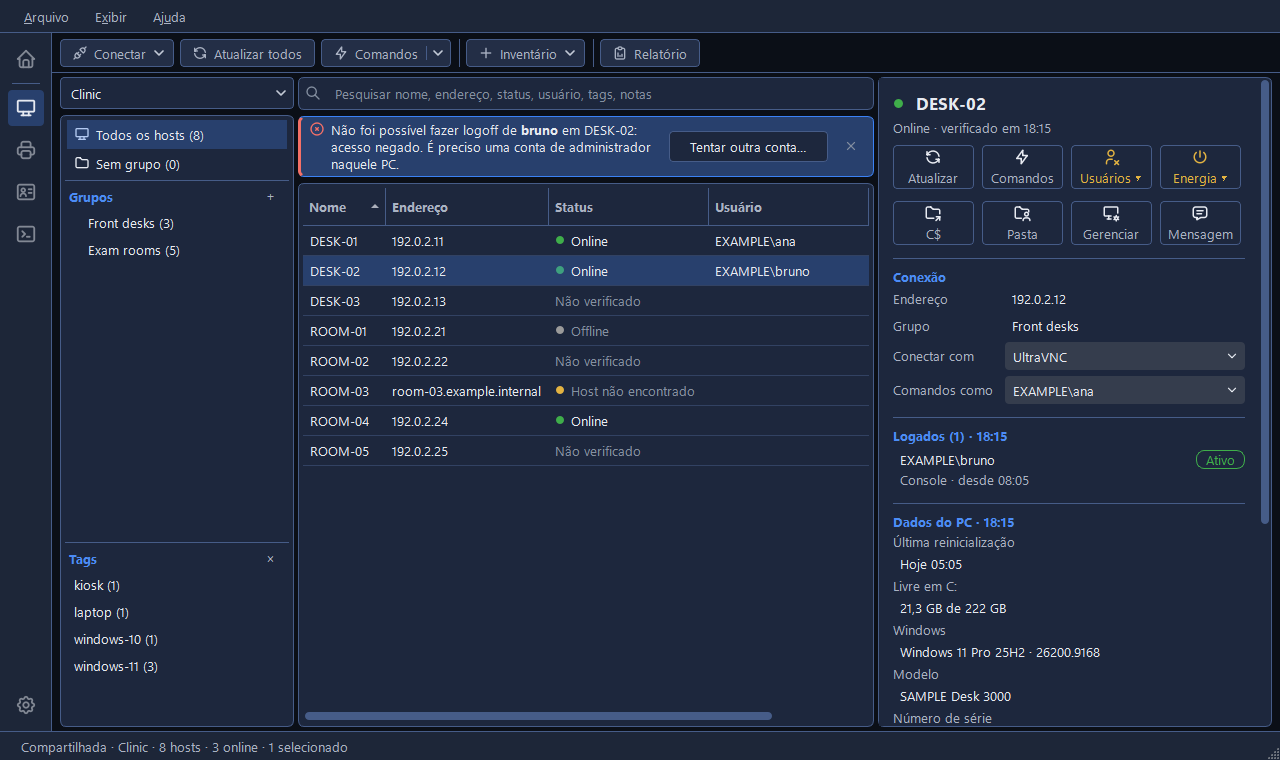 Arquivo Exibir Ajuda
Conectar Atualizar todos Comandos Inventário Relatório
Clinic
Todos os hosts (8)
Sem grupo (0)
Grupos +
Front desks (3)
Exam rooms (5)
Tags ×
kiosk (1)
laptop (1)
windows-10 (1)
windows-11 (3)
Pesquisar nome, endereço, status, usuário, tags, notas
Não foi possível fazer logoff de bruno em DESK-02:
acesso negado. É preciso uma conta de administrador
naquele PC.
Tentar outra conta...
Nome Endereço Status Usuário
DESK-01 192.0.2.11 Online EXAMPLE\ana
DESK-02 192.0.2.12 Online EXAMPLE\bruno
DESK-03 192.0.2.13 Não verificado
ROOM-01 192.0.2.21 Offline
ROOM-02 192.0.2.22 Não verificado
ROOM-03 room-03.example.internal Host não encontrado
ROOM-04 192.0.2.24 Online
ROOM-05 192.0.2.25 Não verificado
DESK-02
Online · verificado em 18:15
Atualizar Comandos Usuários Energia
C$ Pasta Gerenciar Mensagem
Conexão
Endereço 192.0.2.12
Grupo Front desks
Conectar com UltraVNC
Comandos como EXAMPLE\ana
Logados (1) · 18:15
EXAMPLE\bruno Ativo
Console · desde 08:05
Dados do PC · 18:15
Última reinicialização
Hoje 05:05
Livre em C:
21,3 GB de 222 GB
Windows
Windows 11 Pro 25H2 · 26200.9168
Modelo
SAMPLE Desk 3000
Número de série
Compartilhada · Clinic · 8 hosts · 3 online · 1 selecionado